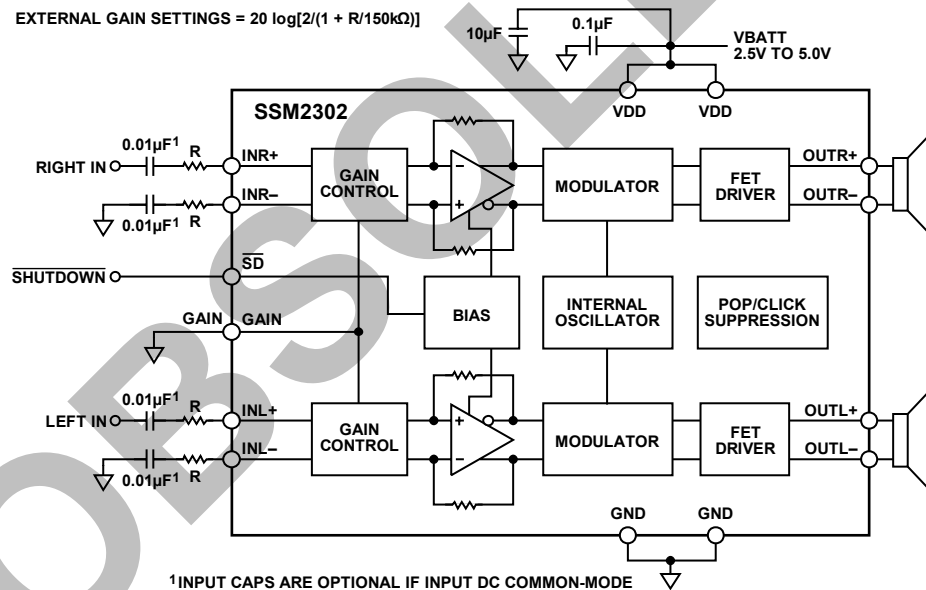 EXTERNAL GAIN SETTINGS = 20 log[2/(1 + R/150kΩ)]
10µF
0.1µF
VBATT
2.5V TO 5.0V
VDD
VDD
SSM2302
0.01µF¹
R
RIGHT IN
INR+
INR–
0.01µF¹
R
GAIN
CONTROL
MODULATOR
FET
DRIVER
OUTR+
OUTR–
SHUTDOWN
SD
GAIN
GAIN
BIAS
INTERNAL
OSCILLATOR
POP/CLICK
SUPPRESSION
0.01µF¹
R
LEFT IN
INL+
INL–
0.01µF¹
R
GAIN
CONTROL
MODULATOR
FET
DRIVER
OUTL+
OUTL–
GND
GND
¹INPUT CAPS ARE OPTIONAL IF INPUT DC COMMON-MODE
OBSOLE